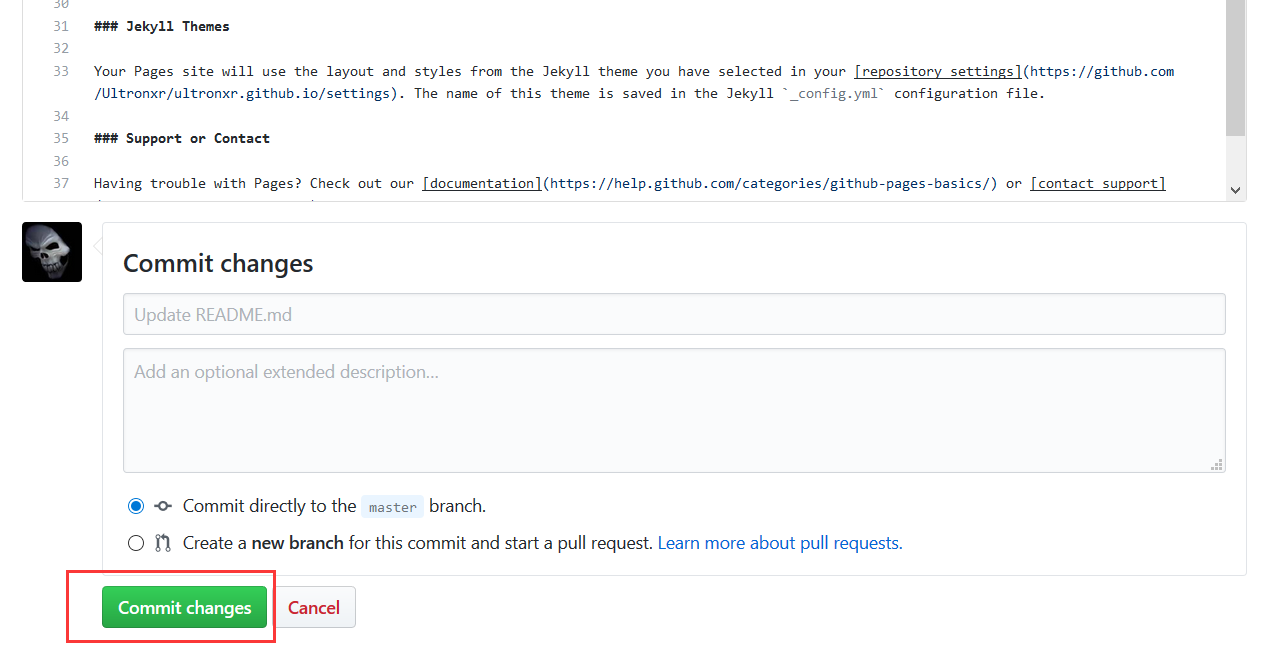 30
31 ### Jekyll Themes
32
33 Your Pages site will use the layout and styles from the Jekyll theme you have selected in your [repository settings](https://github.com
/Ultronxr/ultronxr.github.io/settings). The name of this theme is saved in the Jekyll `_config.yml` configuration file.
34
35 ### Support or Contact
36
37 Having trouble with Pages? Check out our [documentation](https://help.github.com/categories/github-pages-basics/) or [contact support]
Commit changes
Update README.md
Add an optional extended description...
Commit directly to the master branch.
Create a new branch for this commit and start a pull request. Learn more about pull requests.
Commit changes Cancel